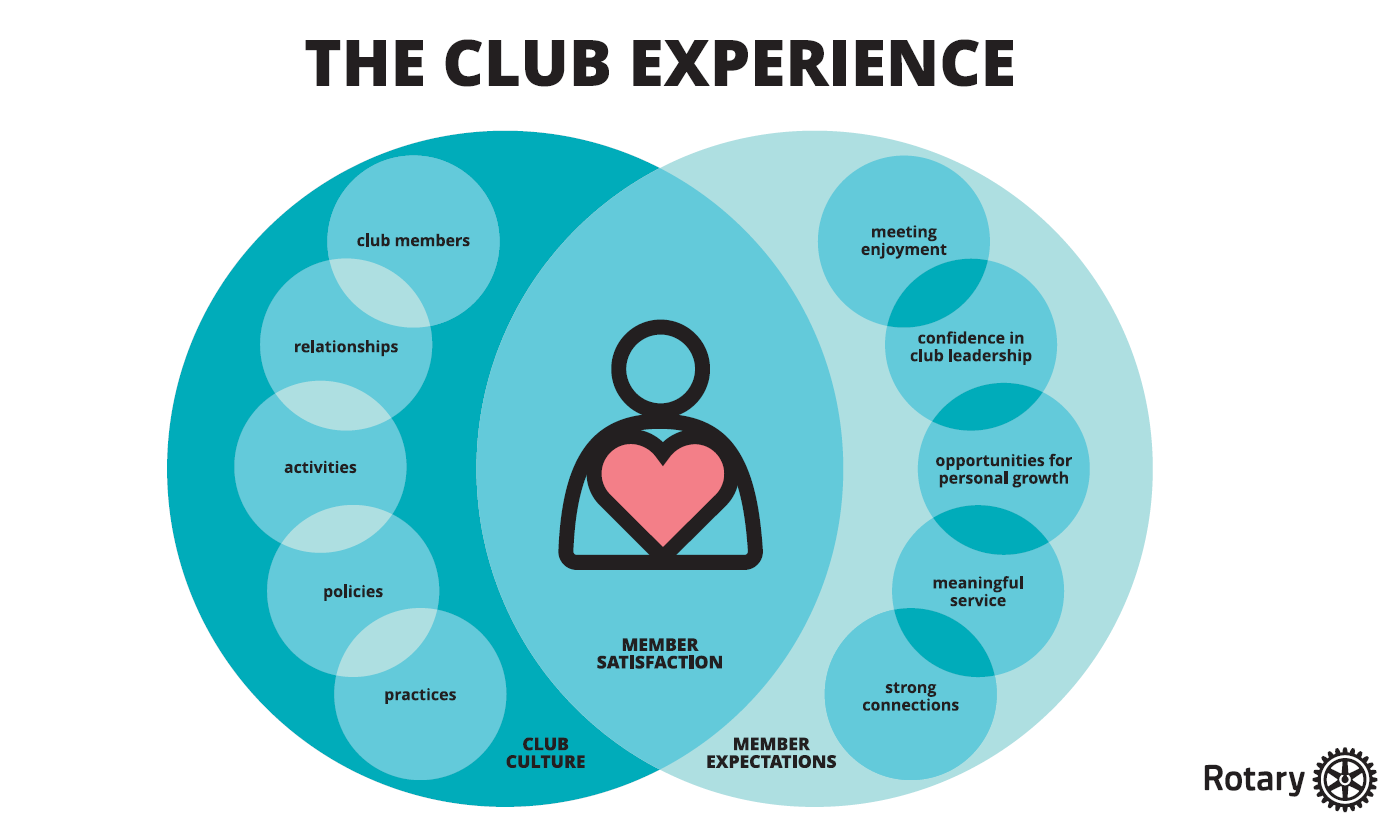 THE CLUB EXPERIENCE
club members
relationships
activities
policies
practices
CLUB
CULTURE
MEMBER
SATISFACTION
MEMBER
EXPECTATIONS
meeting
enjoyment
confidence in
club leadership
opportunities for
personal growth
meaningful
service
strong
connections
Rotary